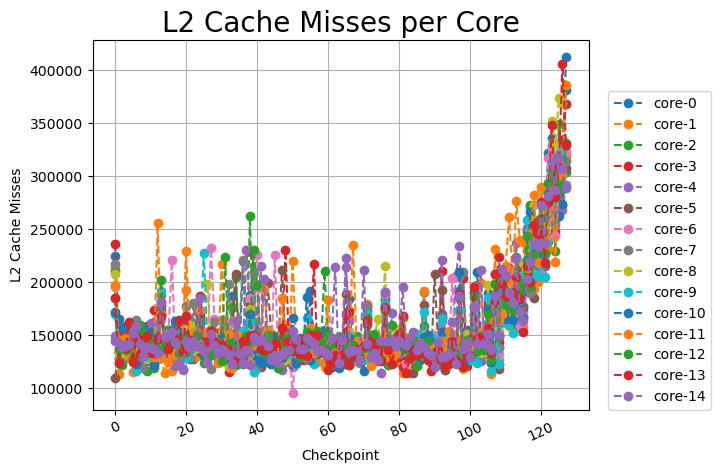 L2 Cache Misses per Core
L2 Cache Misses
400000
350000
300000
250000
200000
150000
100000
0
20
40
60
80
100
120
Checkpoint
core-0
core-1
core-2
core-3
core-4
core-5
core-6
core-7
core-8
core-9
core-10
core-11
core-12
core-13
core-14